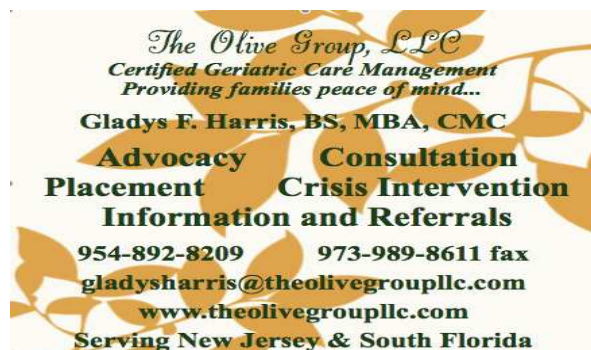 The Olive Group, LLC
Certified Geriatric Care Management
Providing families peace of mind...
Gladys F. Harris, BS, MBA, CMC
Advocacy Consultation
Placement Crisis Intervention
Information and Referrals
954-892-8209 973-989-8611 fax
gladysharris@theolivegroupllc.com
www.theolivegroupllc.com
Serving New Jersey & South Florida